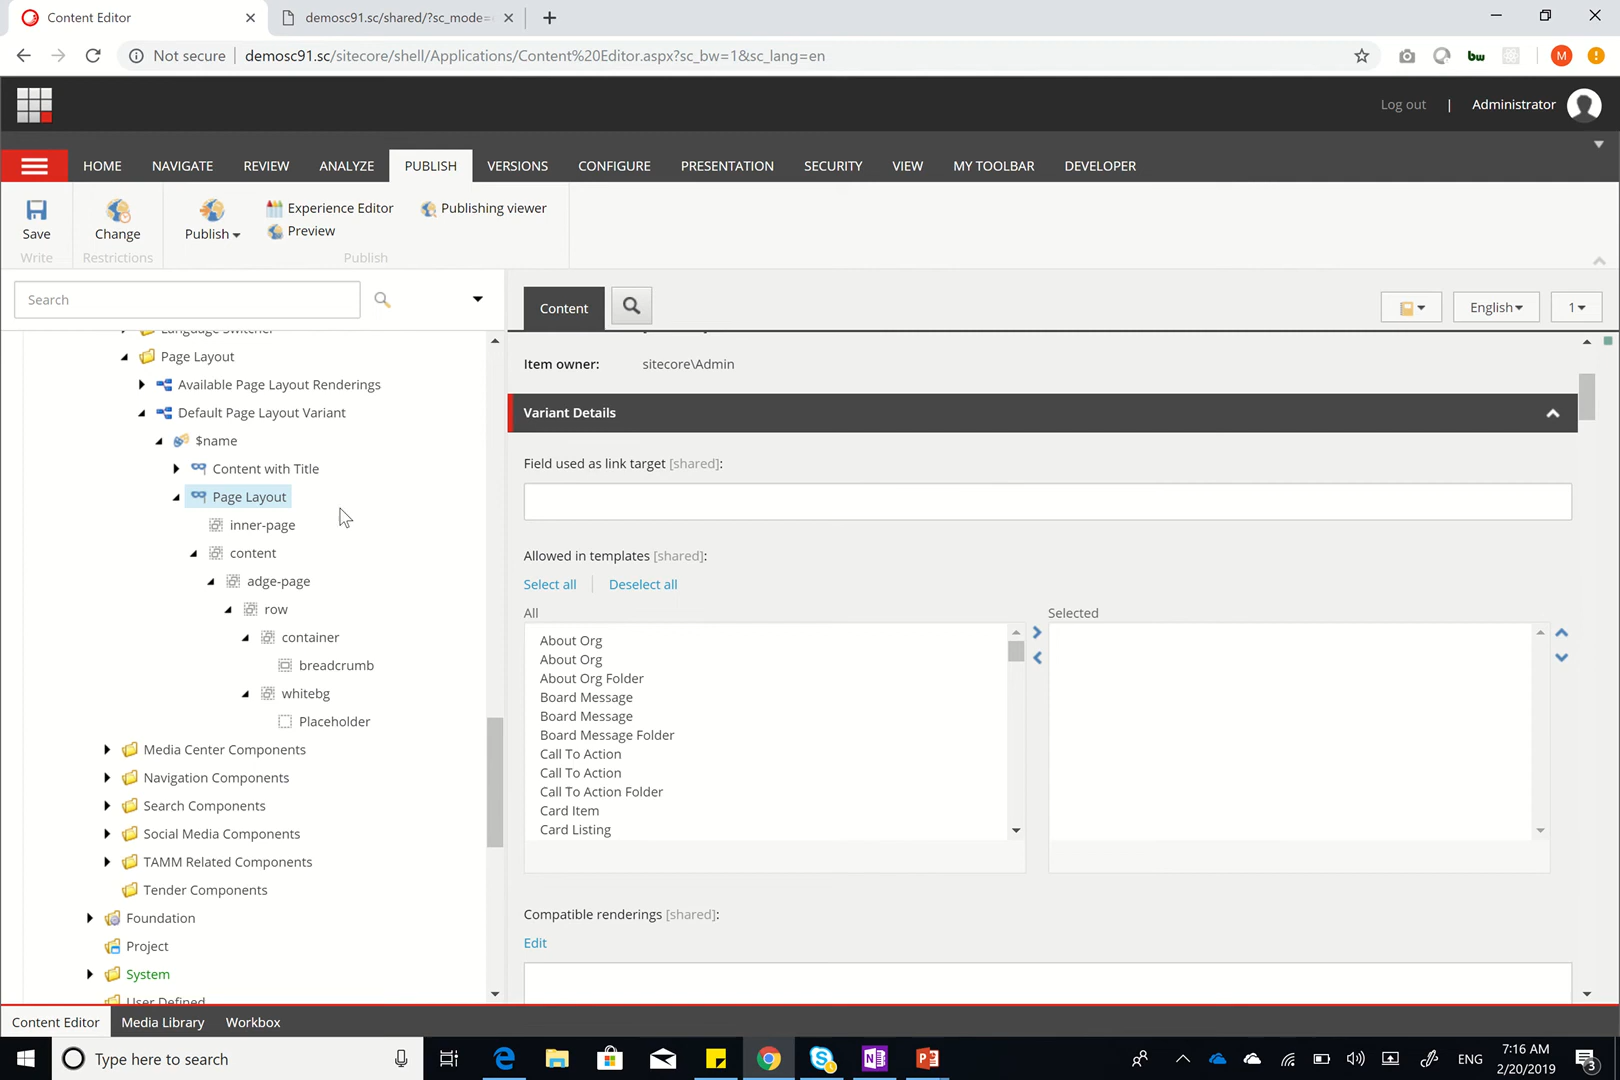 Content Editor
demosc91.sc/shared/?sc_mode=
Not secure
demosc91.sc/sitecore/shell/Applications/Content%20Editor.aspx?sc_bw=1&sc_lang=en
bw
M
Log out | Administrator
HOME NAVIGATE REVIEW ANALYZE PUBLISH VERSIONS CONFIGURE PRESENTATION SECURITY VIEW MY TOOLBAR DEVELOPER
Experience Editor Publishing viewer
Preview
Save Change Publish
Write Restrictions Publish
Search
Content
English 1
Language Switcher
Page Layout
Available Page Layout Renderings
Default Page Layout Variant
$name
Content with Title
Page Layout
inner-page
content
adge-page
row
container
breadcrumb
whitebg
Placeholder
Media Center Components
Navigation Components
Search Components
Social Media Components
TAMM Related Components
Tender Components
Foundation
Project
System
User Defined
Item owner: sitecore\Admin
Variant Details
Field used as link target [shared]:
Allowed in templates [shared]:
Select all Deselect all
All Selected
About Org
About Org
About Org Folder
Board Message
Board Message
Board Message Folder
Call To Action
Call To Action
Call To Action Folder
Card Item
Card Listing
Compatible renderings [shared]:
Edit
Content Editor Media Library Workbox
Type here to search
ENG
7:16 AM
2/20/2019
3